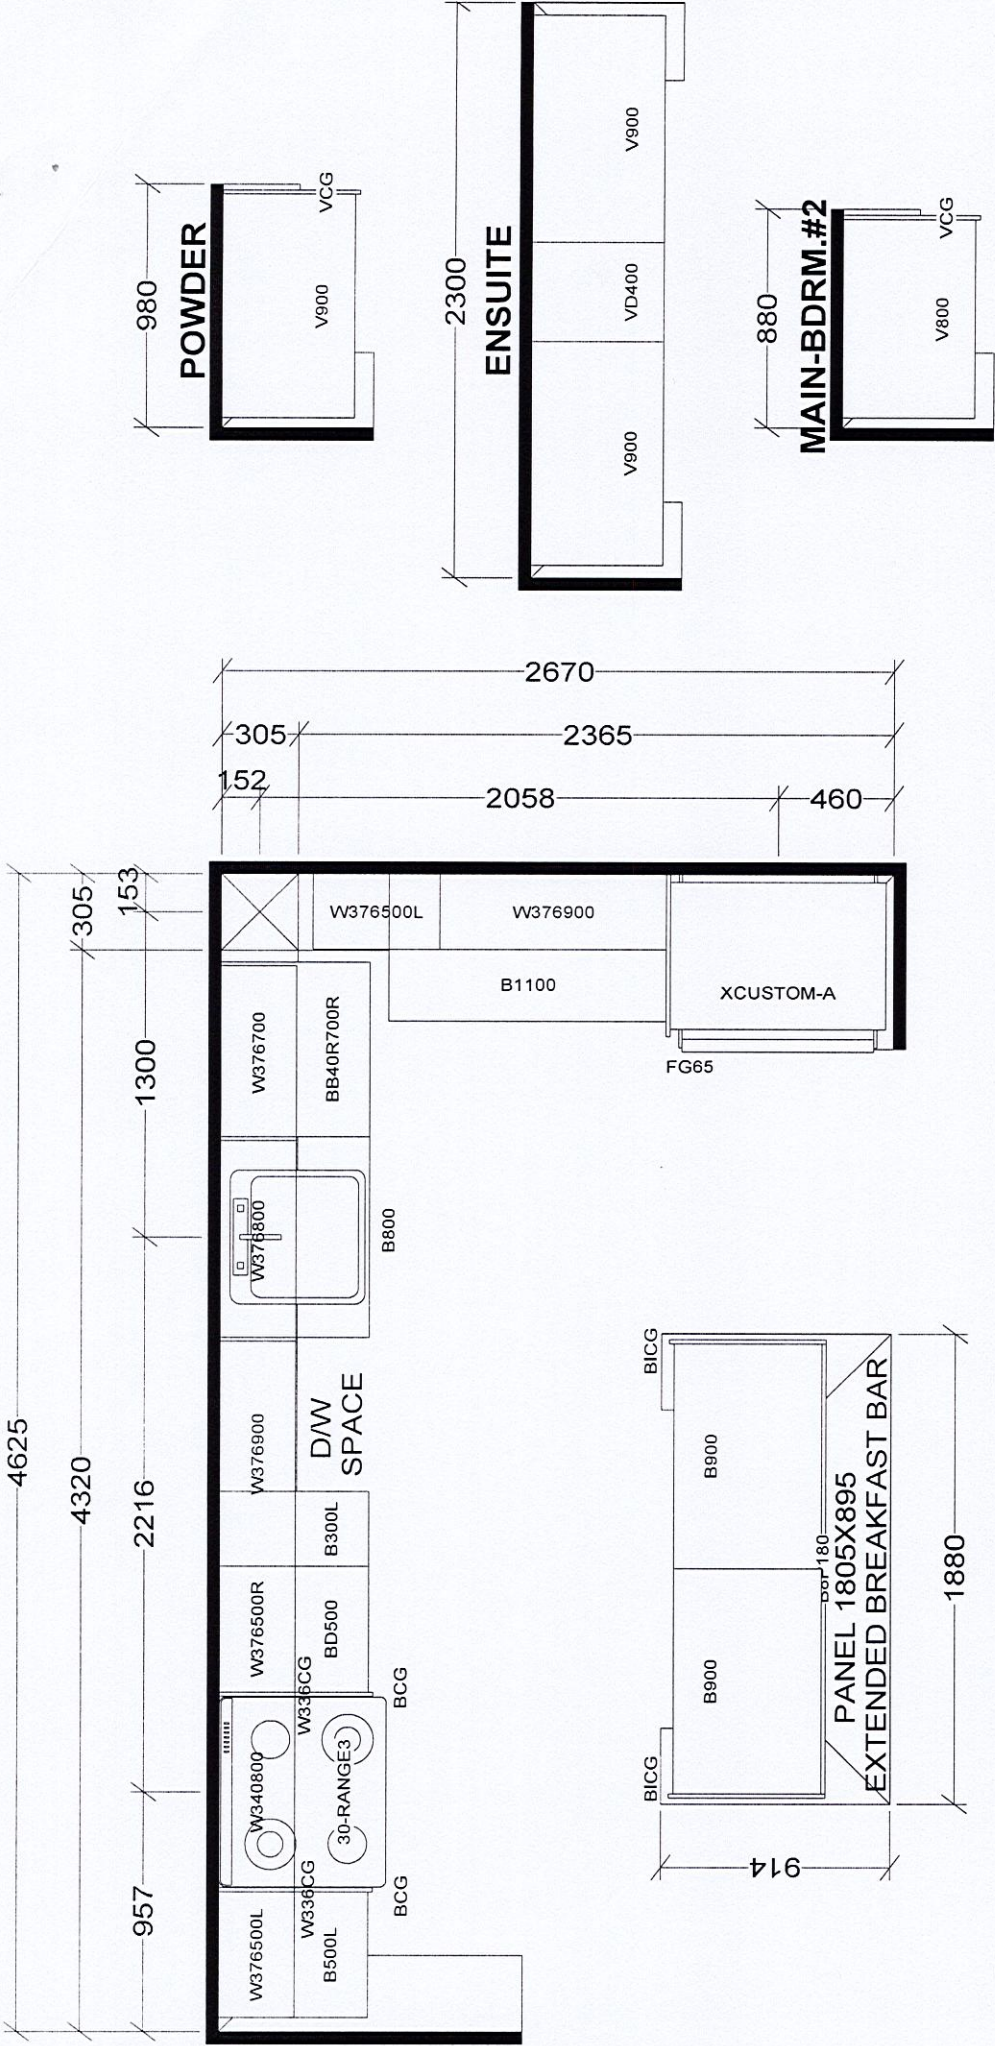 980
POWDER
V900
VCG
2300
ENSUITE
V900
VD400
V900
880
MAIN-BDRM.#2
V800
VCG
2670
305
2365
152
2058
460
4625
305
4320
153
1300
2216
957
W376500L
W376900
B1100
XCUSTOM-A
FG65
W376700
BB40R700R
W376800
B800
W376900
D/W
SPACE
B300L
W376500R
BD500
W336CG
BCG
W340800
30-RANGE3
W336CG
BCG
W376500L
B500L
BICG
B900
B900
BICG
PANEL 1805X895
EXTENDED BREAKFAST BAR
1880
914